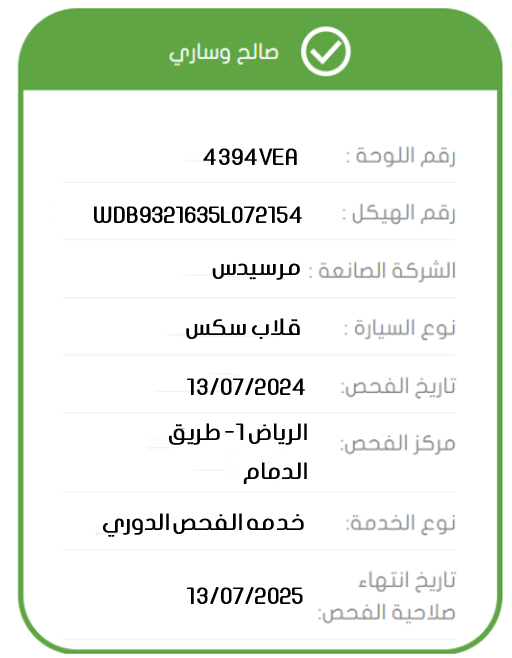 صالح وساري
رقم اللوحة : 4394VEA
رقم الهيكل : WDB9321635L072154
الشركة الصانعة : مرسيدس
نوع السيارة : قلاب سكس
تاريخ الفحص: 13/07/2024
مركز الفحص: الرياض 1- طريق
الدمام
نوع الخدمة: خدمه الفحص الدوري
تاريخ انتهاء
صلاحية الفحص: 13/07/2025